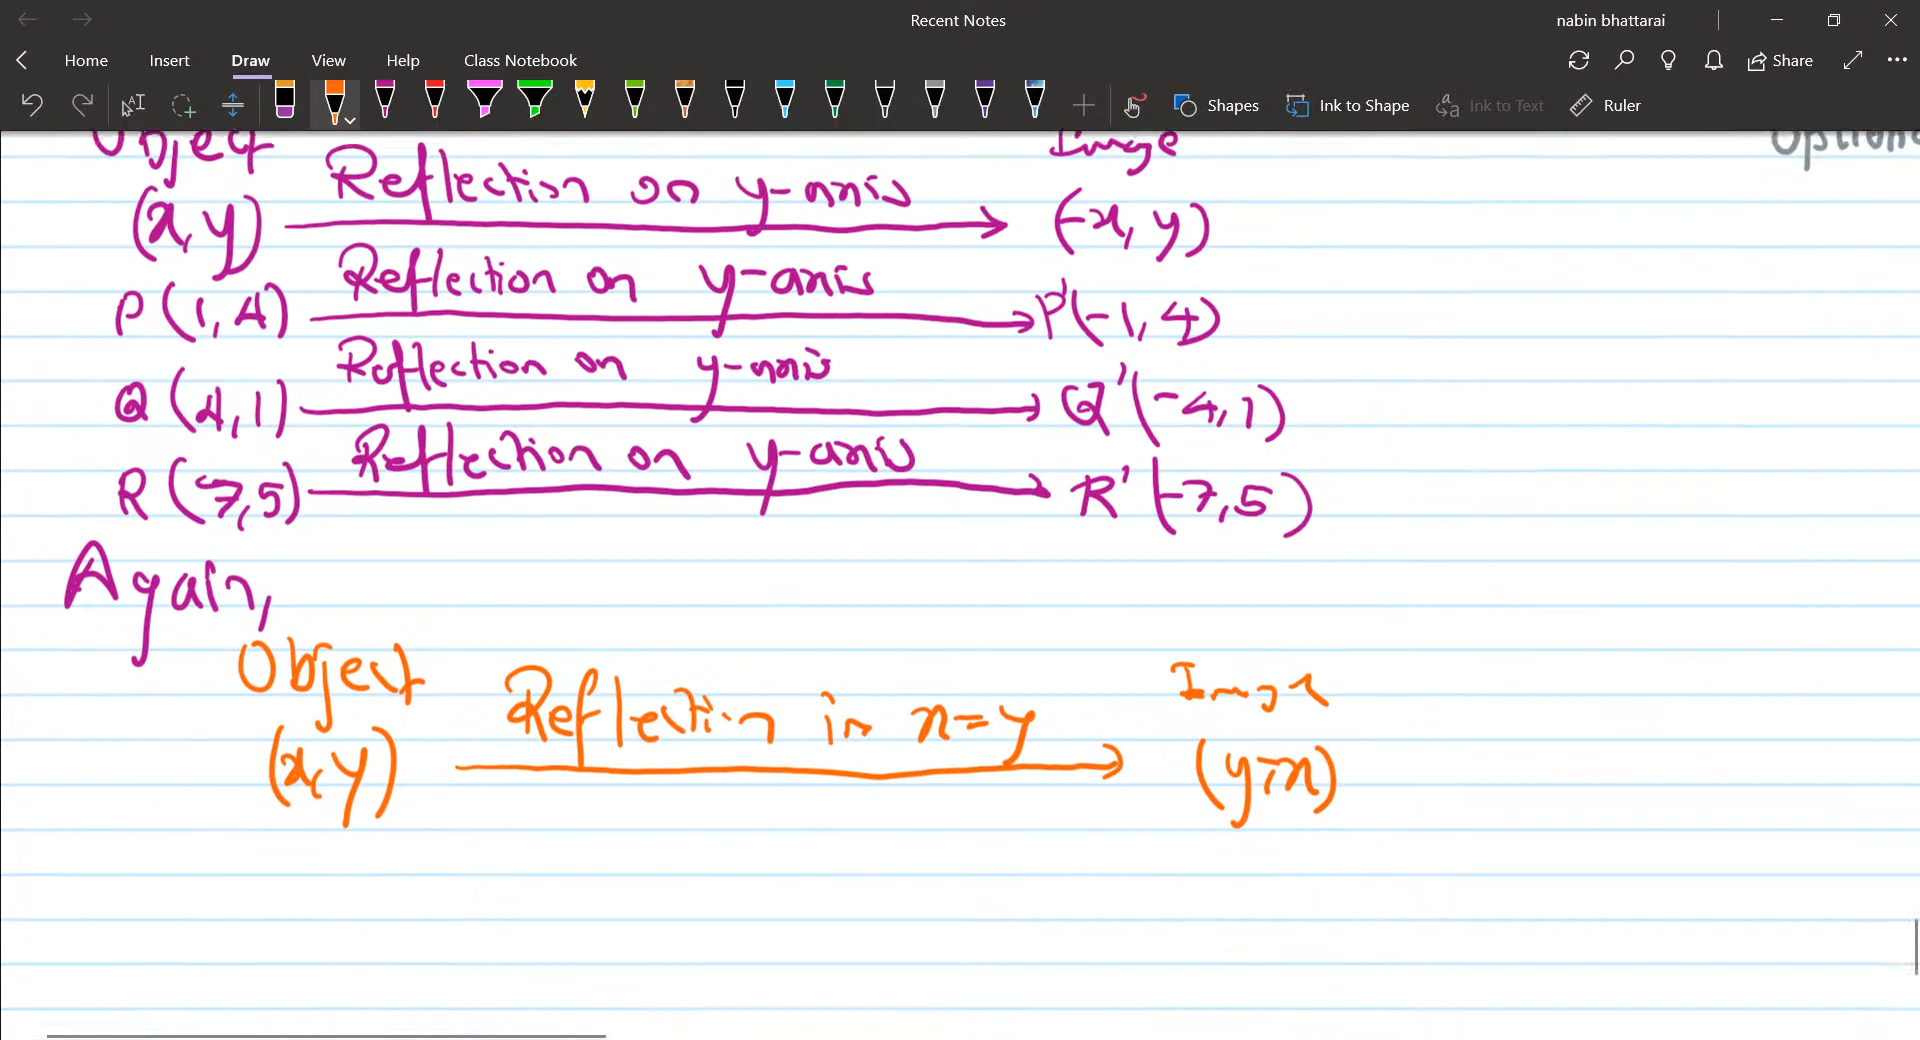 Recent Notes
nabin bhattarai
Home Insert Draw View Help Class Notebook
Share
Shapes Ink to Shape Ink to Text Ruler
Object Image
Optiona
(x, y) Reflection on y-axis (-x, y)
P(1, 4) Reflection on y-axis P'(-1, 4)
Q(4, 1) Reflection on y-axis Q'(-4, 1)
R(7, 5) Reflection on y-axis R'(-7, 5)
Again,
Object Image
(x, y) Reflection in x=y (y, x)